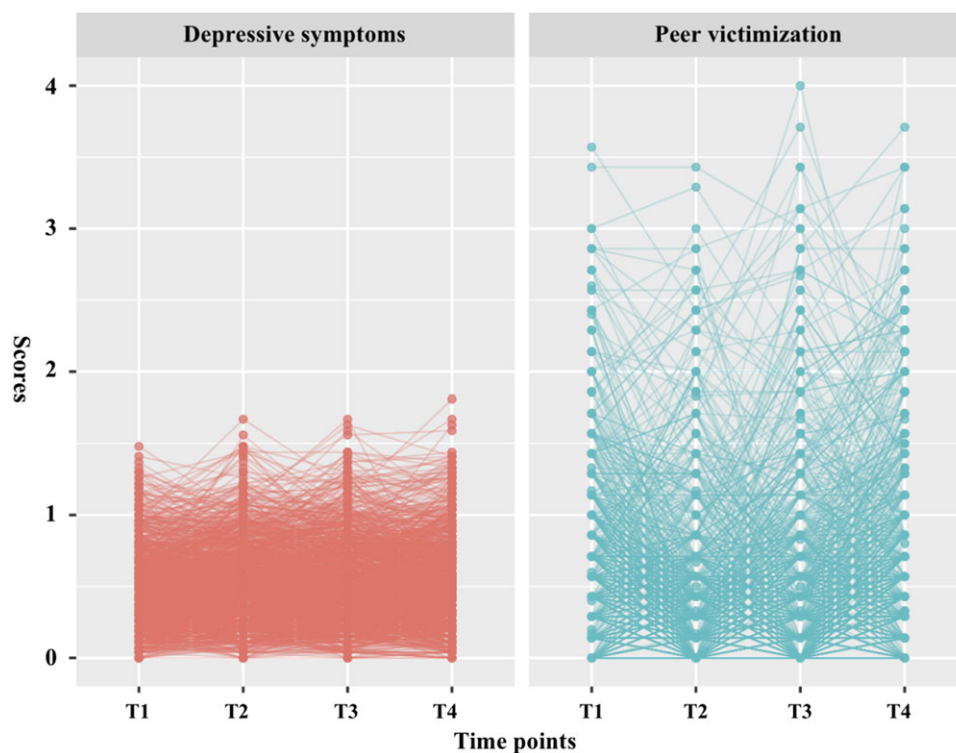 Depressive symptoms
Peer victimization
4
3
2
1
0
Scores
T1 T2 T3 T4
T1 T2 T3 T4
Time points